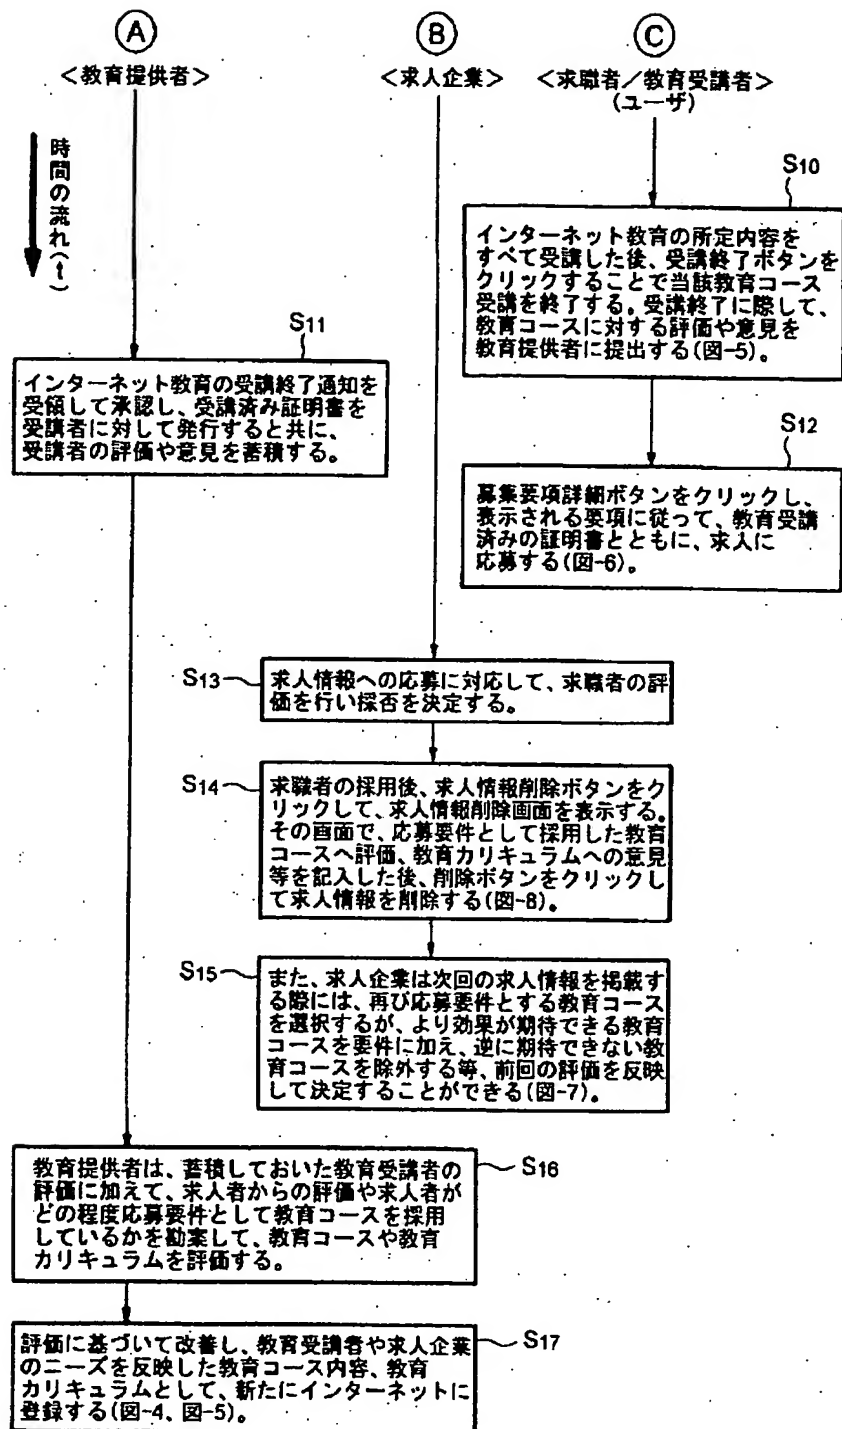 A
B
C
<教育提供者>
<求人企業>
<求職者/教育受講者>
(ユーザ)
時間の流れ(t)
S10
インターネット教育の所定内容を
すべて受講した後、受講終了ボタンを
クリックすることで当該教育コース
受講を終了する。受講終了に際して、
教育コースに対する評価や意見を
教育提供者に提出する(図-5)。
S11
インターネット教育の受講終了通知を
受領して承認し、受講済み証明書を
受講者に対して発行すると共に、
受講者の評価や意見を蓄積する。
S12
募集要項詳細ボタンをクリックし、
表示される要項に従って、教育受講
済みの証明書とともに、求人に
応募する(図-6)。
S13
求人情報への応募に対応して、求職者の評
価を行い採否を決定する。
S14
求職者の採用後、求人情報削除ボタンをク
リックして、求人情報削除画面を表示する。
その画面で、応募要件として採用した教育
コースへ評価、教育カリキュラムへの意見
等を記入した後、削除ボタンをクリックし
て求人情報を削除する(図-8)。
S15
また、求人企業は次回の求人情報を掲載す
る際には、再び応募要件とする教育コース
を選択するが、より効果が期待できる教育
コースを要件に加え、逆に期待できない教
育コースを除外する等、前回の評価を反映
して決定することができる(図-7)。
S16
教育提供者は、蓄積しておいた教育受講者の
評価に加えて、求人者からの評価や求人者が
どの程度応募要件として教育コースを採用
しているかを勘案して、教育コースや教育
カリキュラムを評価する。
S17
評価に基づいて改善し、教育受講者や求人企業
のニーズを反映した教育コース内容、教育
カリキュラムとして、新たにインターネットに
登録する(図-4、図-5)。